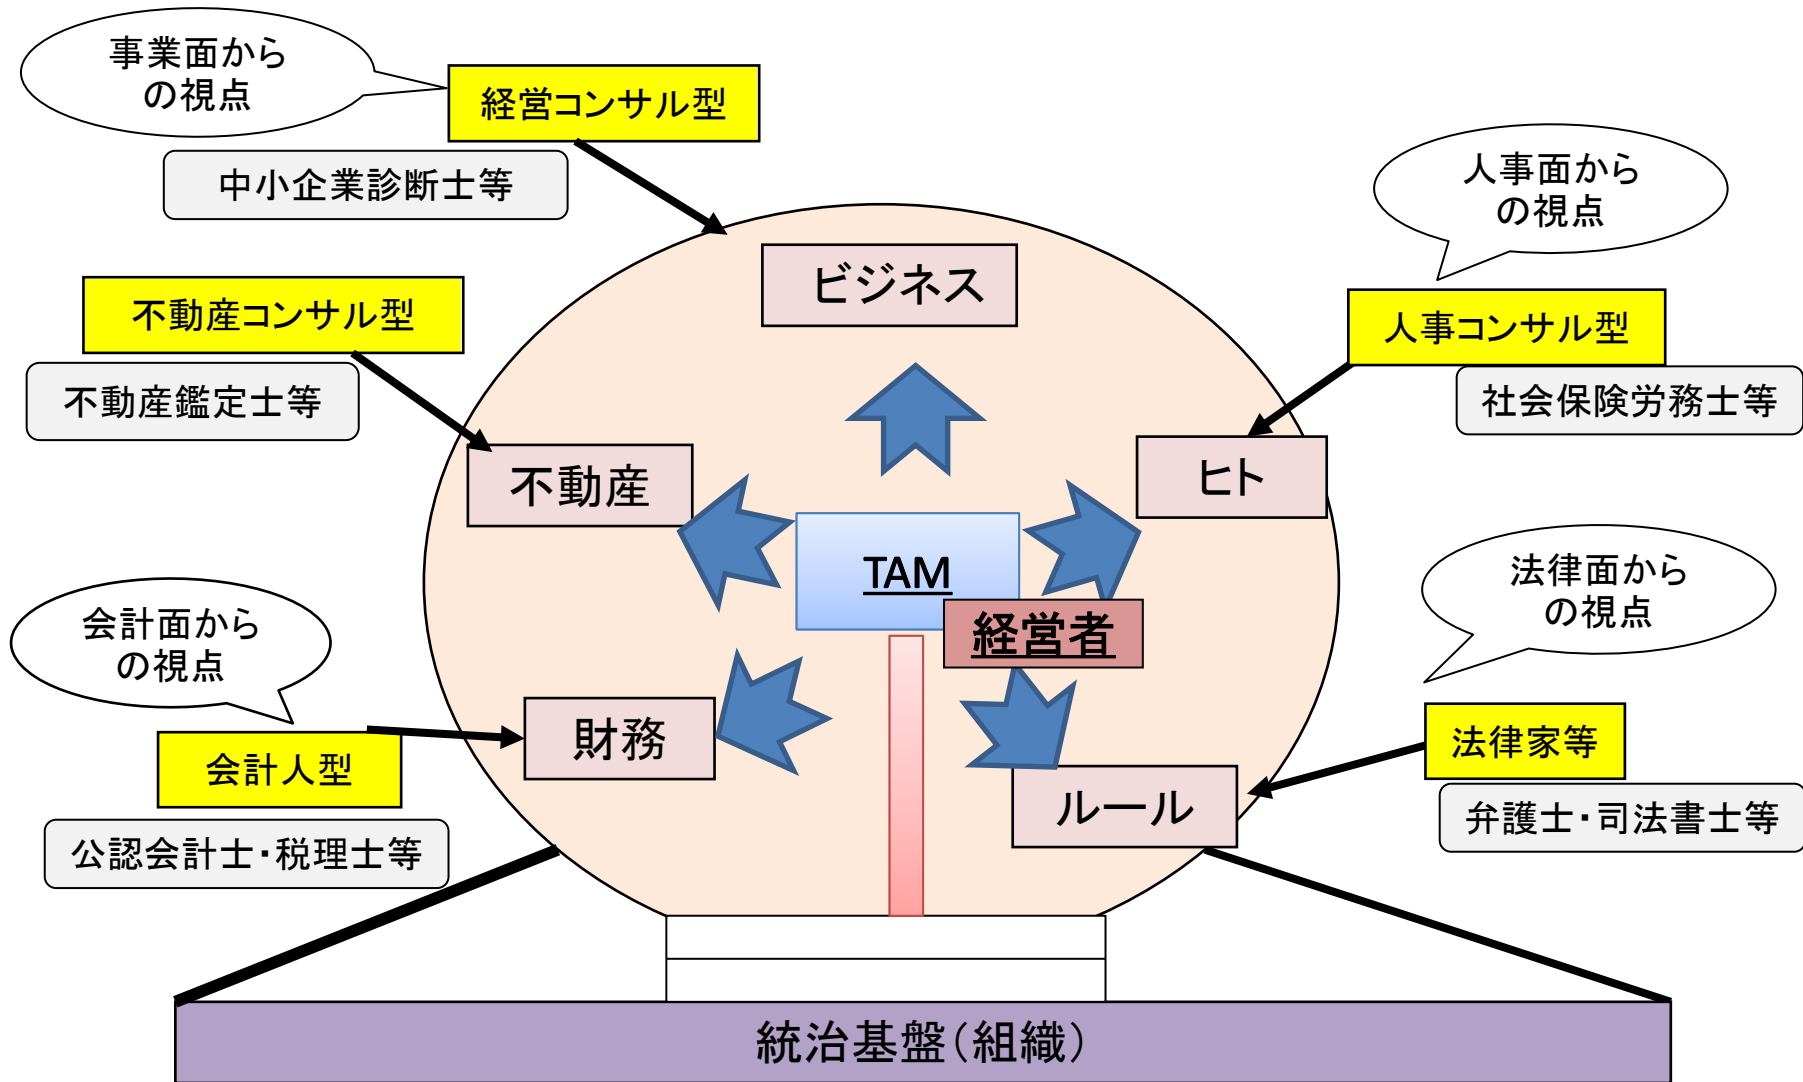 事業面から
の視点
経営コンサル型
中小企業診断士等
人事面から
の視点
ビジネス
不動産コンサル型
人事コンサル型
不動産鑑定士等
社会保険労務士等
不動産
ヒト
TAM
法律面から
の視点
会計面から
の視点
経営者
財務
法律家等
会計人型
ルール
弁護士・司法書士等
公認会計士・税理士等
統治基盤(組織)